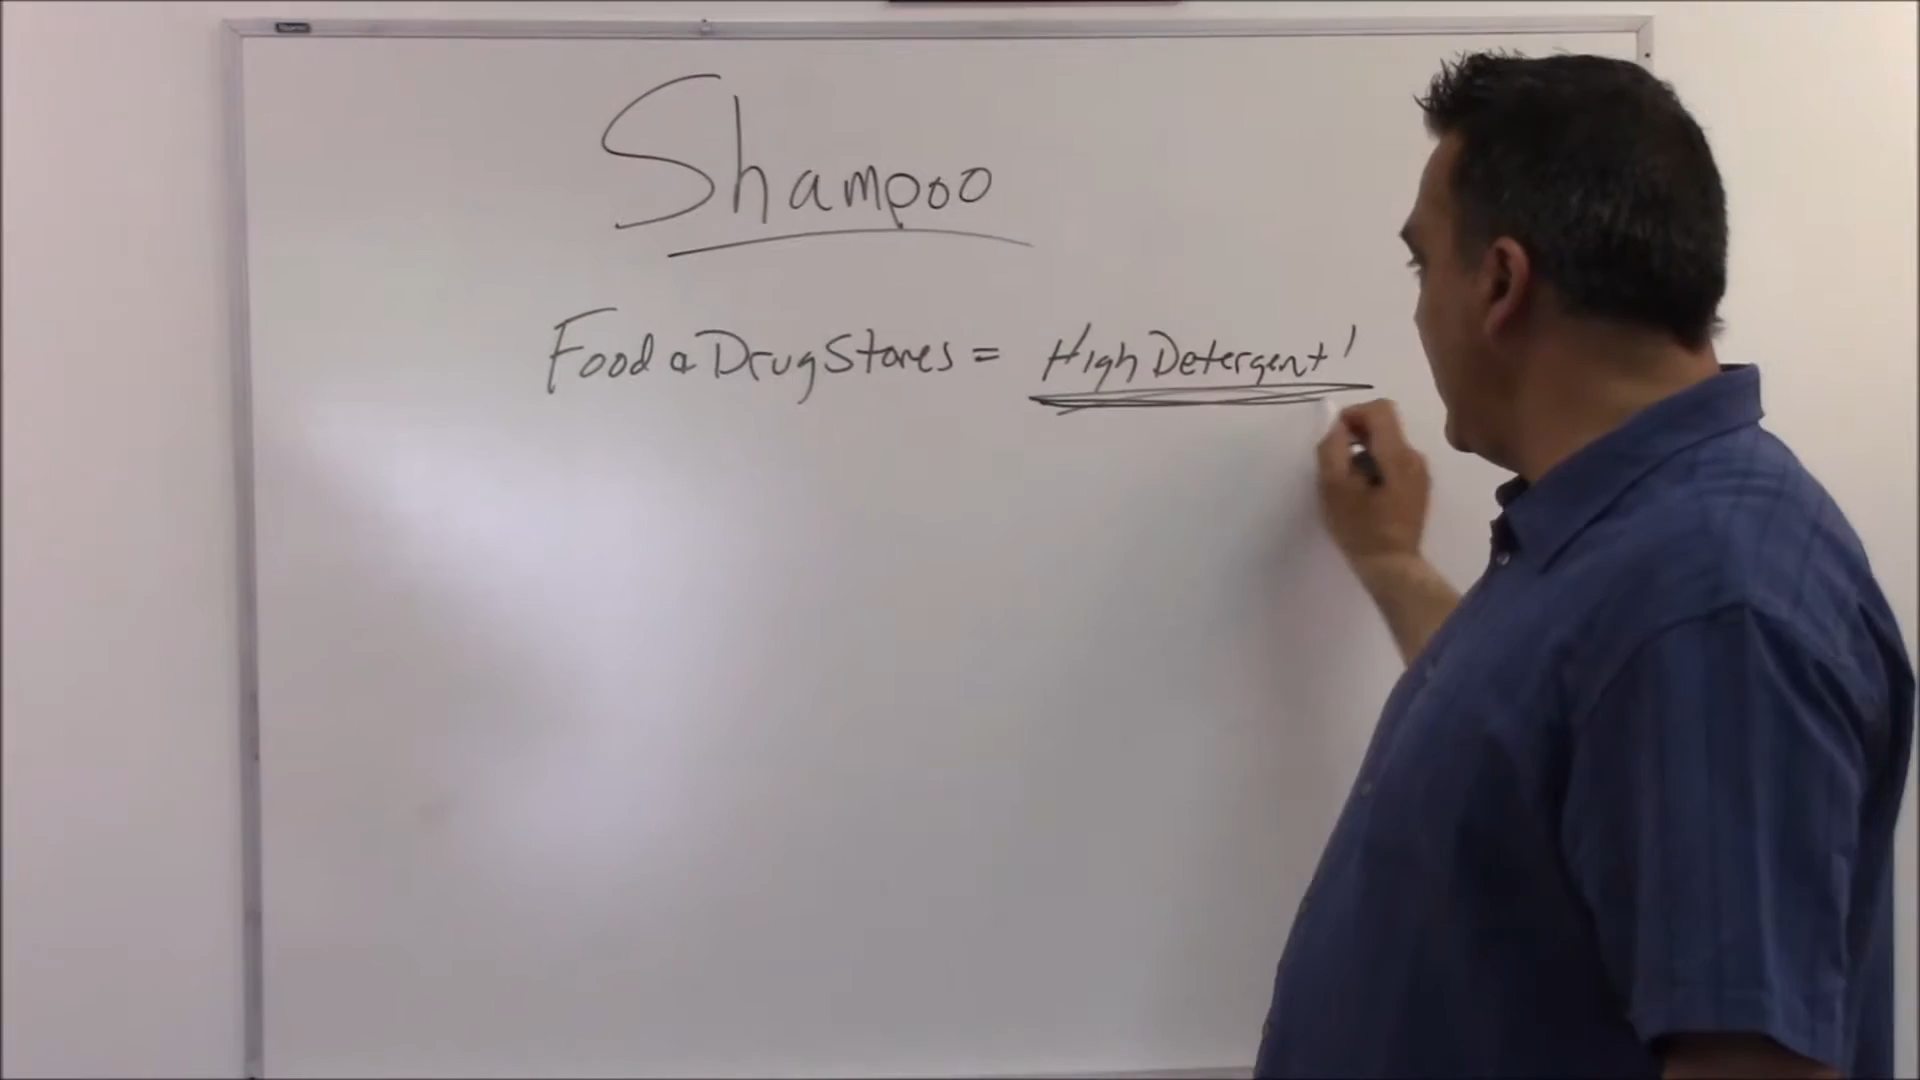 Shampoo
Food & Drug Stores = High Detergent!